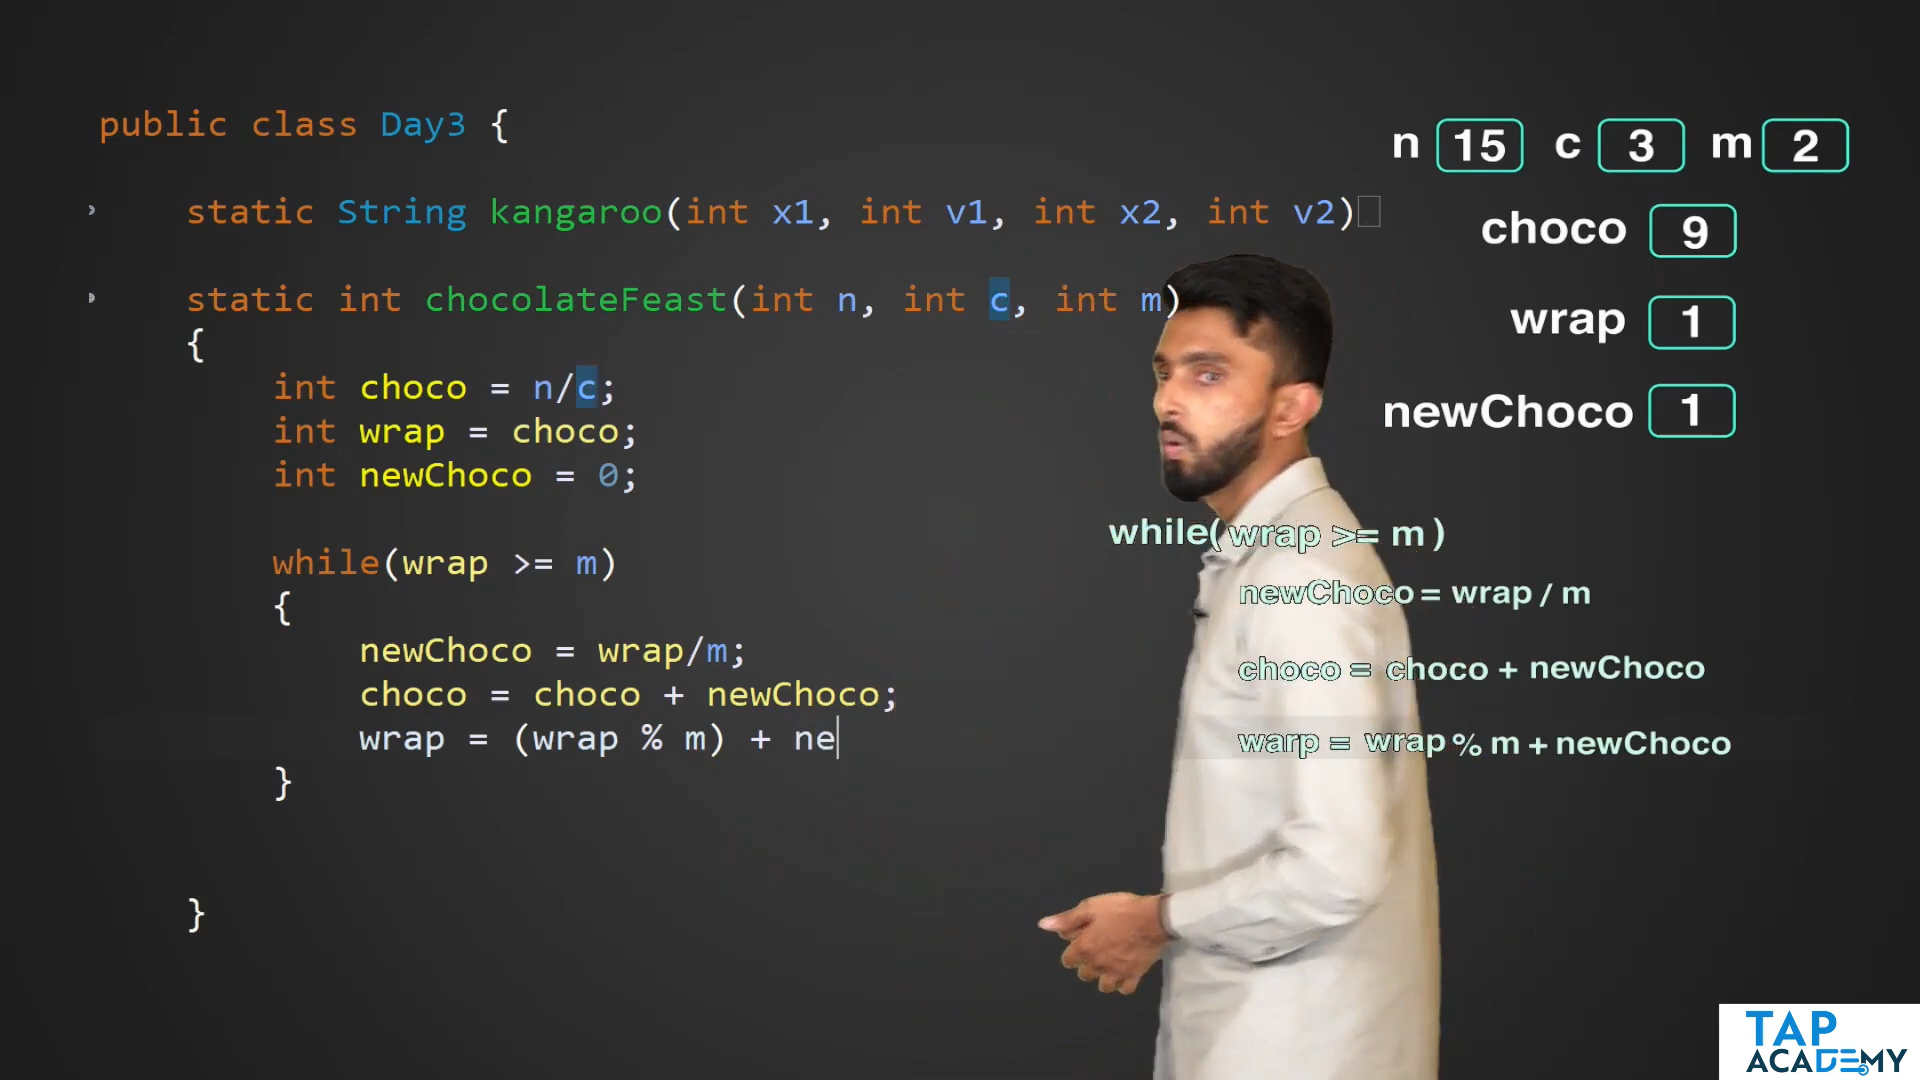 public class Day3 {
static String kangaroo(int x1, int v1, int x2, int v2)
static int chocolateFeast(int n, int c, int m)
{
int choco = n/c;
int wrap = choco;
int newChoco = 0;
while(wrap >= m)
{
newChoco = wrap/m;
choco = choco + newChoco;
wrap = (wrap % m) + ne
}
}
n 15 c 3 m 2
choco 9
wrap 1
newChoco 1
while( wrap >= m )
newChoco = wrap / m
choco = choco + newChoco
warp = wrap % m + newChoco
TAP
ACADEMY